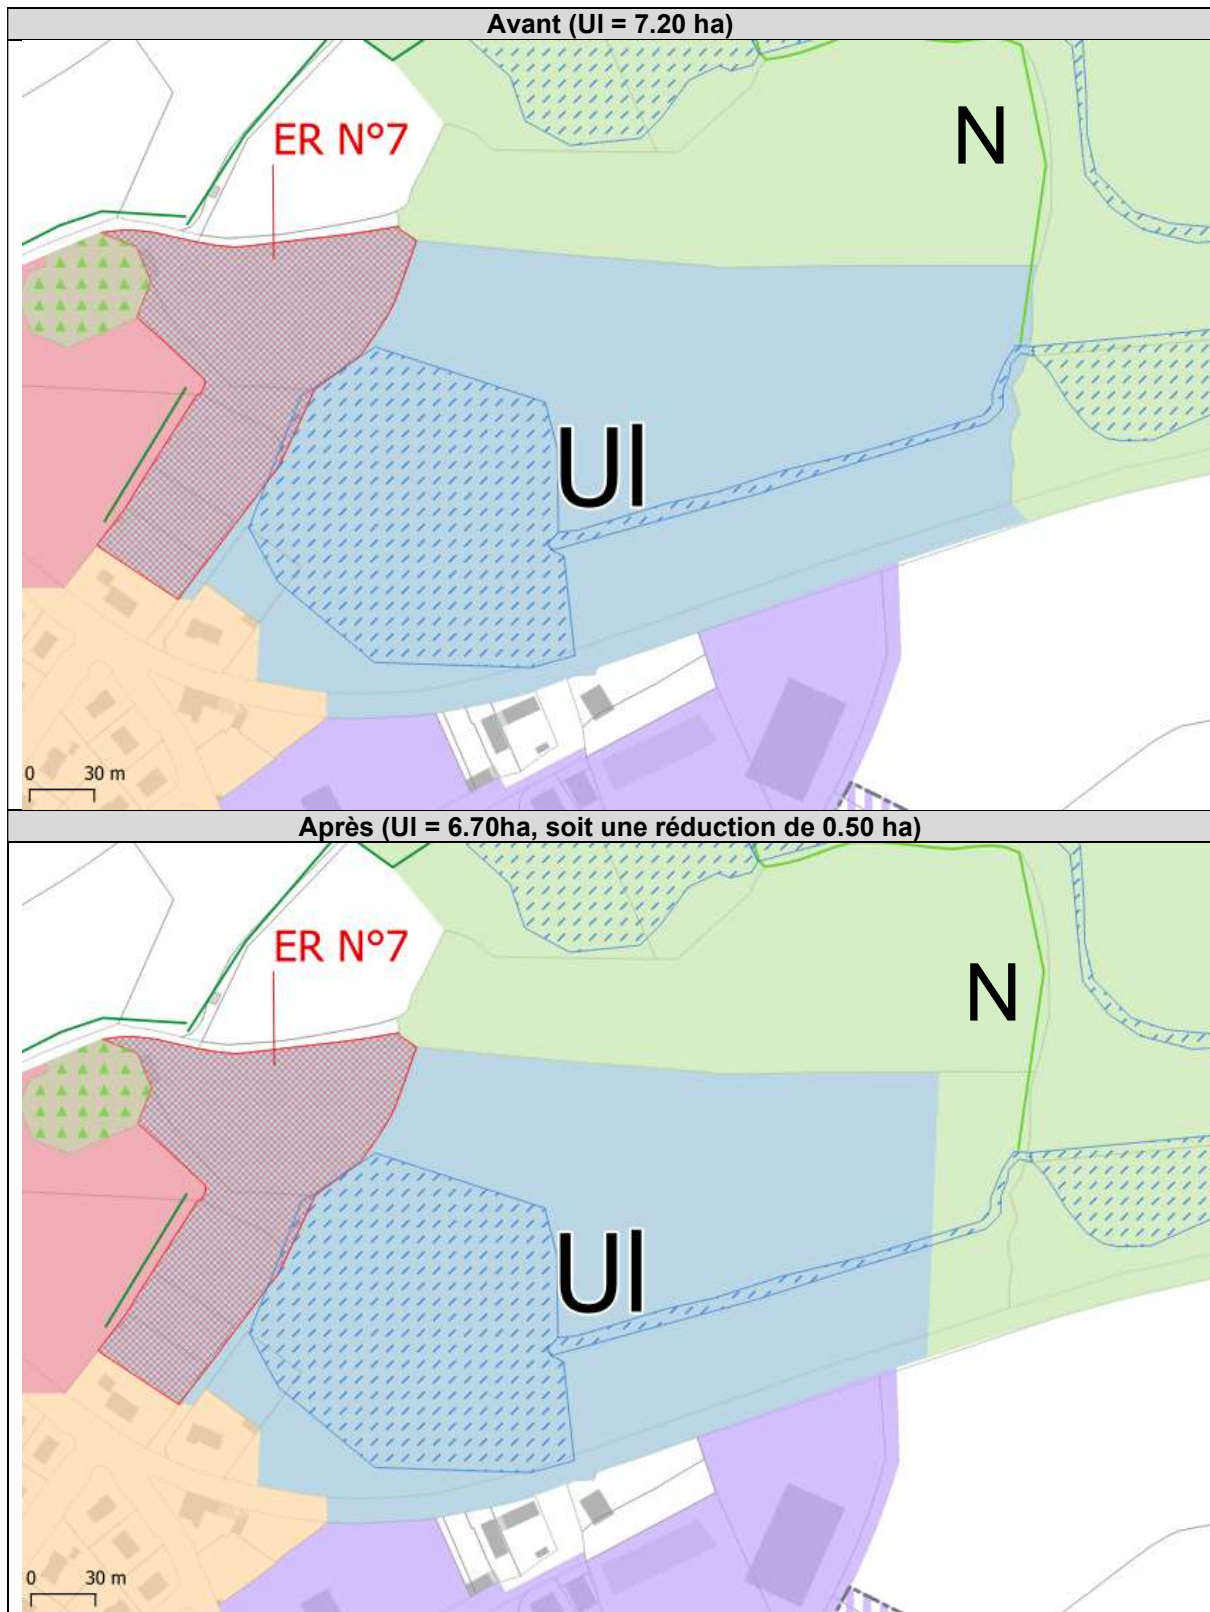 Avant (Ul = 7.20 ha)
N
ER N°7
Ul
0 30 m
Après (Ul = 6.70ha, soit une réduction de 0.50 ha)
ER N°7
N
Ul
0 30 m